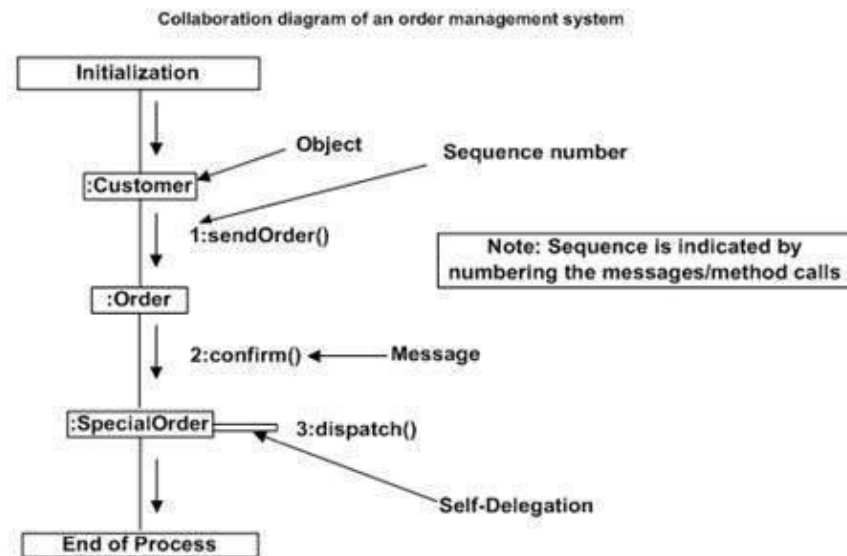 Collaboration diagram of an order management system
Initialization
Object
Sequence number
:Customer
1:sendOrder()
Note: Sequence is indicated by
numbering the messages/method calls
:Order
2:confirm()
Message
:SpecialOrder
3:dispatch()
Self-Delegation
End of Process